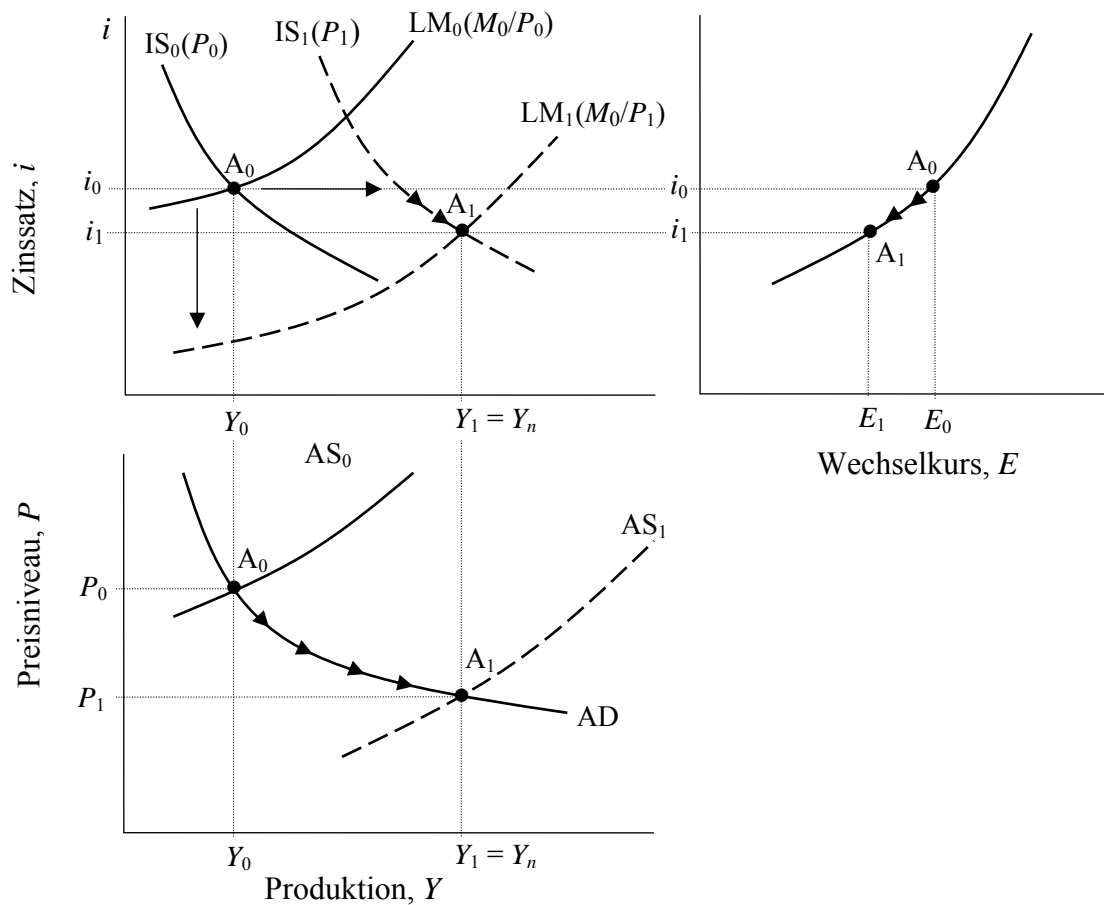 i
IS₀(P₀)
IS₁(P₁)
LM₀(M₀/P₀)
LM₁(M₀/P₁)
A₀
A₁
i₀
i₁
Zinssatz, i
Y₀
Y₁ = Yₙ
A₀
A₁
i₀
i₁
E₁
E₀
Wechselkurs, E
AS₀
AS₁
A₀
A₁
P₀
P₁
AD
Preisniveau, P
Y₀
Y₁ = Yₙ
Produktion, Y